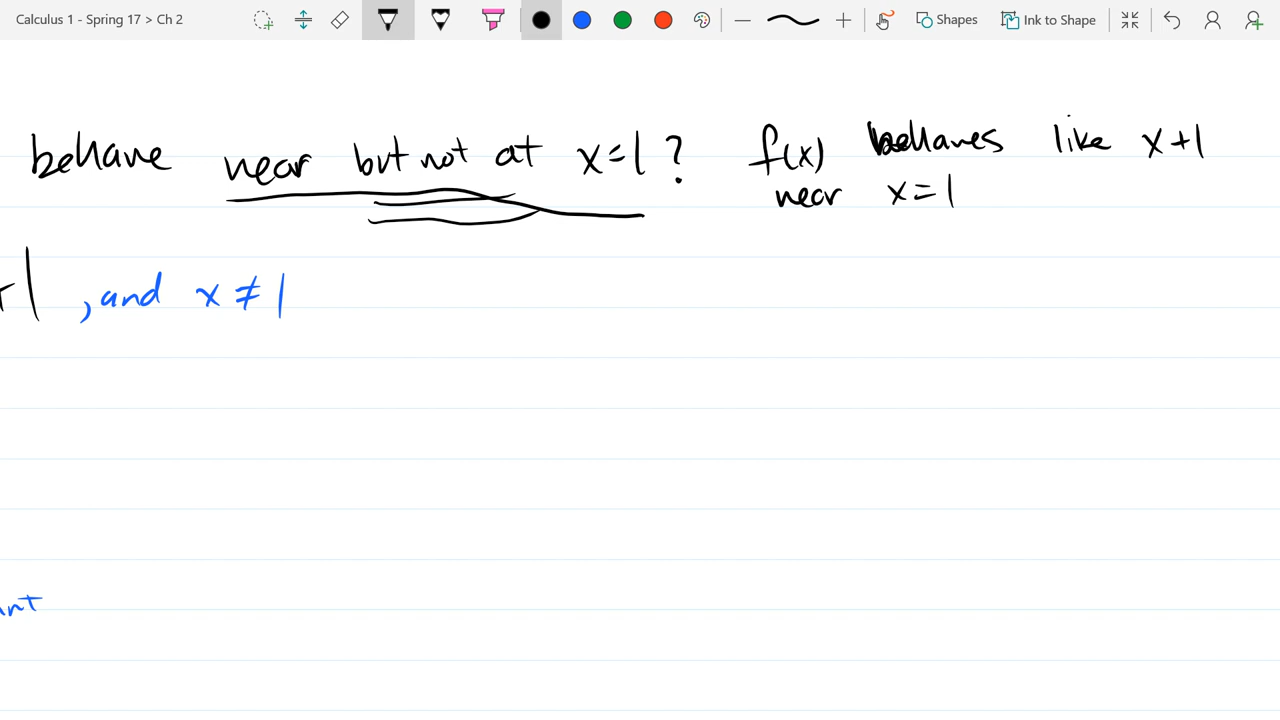 Calculus 1 - Spring 17 > Ch 2
Shapes
Ink to Shape
behave near but not at x=1? f(x) behaves like x+1
near x=1
+1 , and x ≠ 1